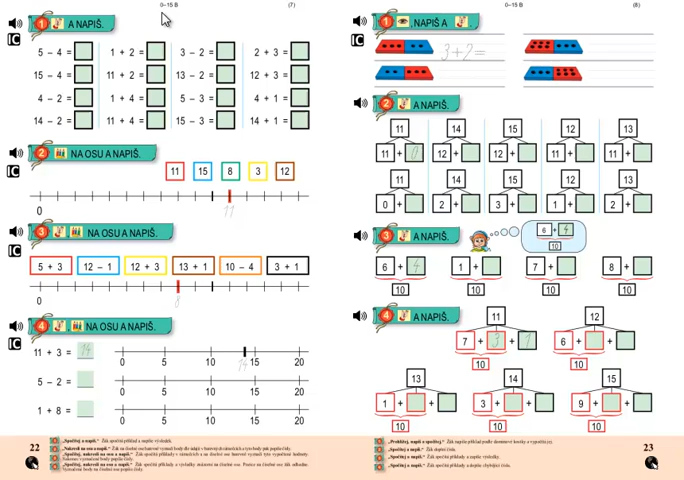 0–15 B
(7)
1 A NAPIŠ.
5 – 4 =
1 + 2 =
3 – 2 =
2 + 3 =
15 – 4 =
11 + 2 =
13 – 2 =
12 + 3 =
4 – 2 =
1 + 4 =
5 – 3 =
4 + 1 =
14 – 2 =
11 + 4 =
15 – 3 =
14 + 1 =
2 NA OSU A NAPIŠ.
11 15 8 3 12
0
11
3 NA OSU A NAPIŠ.
5 + 3 12 – 1 12 + 3 13 + 1 10 – 4 3 + 1
0
8
4 NA OSU A NAPIŠ.
11 + 3 = 14
0 5 10 15 20
14
5 – 2 =
0 5 10 15 20
1 + 8 =
0 5 10 15 20
22
0–15 B
(8)
1 NAPIŠ A
3+2=
2 A NAPIŠ.
11 14 15 12 13
11 + 0 12 + 12 + 11 + 11 +
11 14 15 12 13
0 + 2 + 3 + 1 + 2 +
3 A NAPIŠ.
6 + 4
10
6 + 4 1 + 7 + 8 +
10 10 10 10
4 A NAPIŠ.
11 12
7 + 3 + 1 6 + +
10 10
13 14 15
1 + + 3 + + 9 + +
10 10 10
23